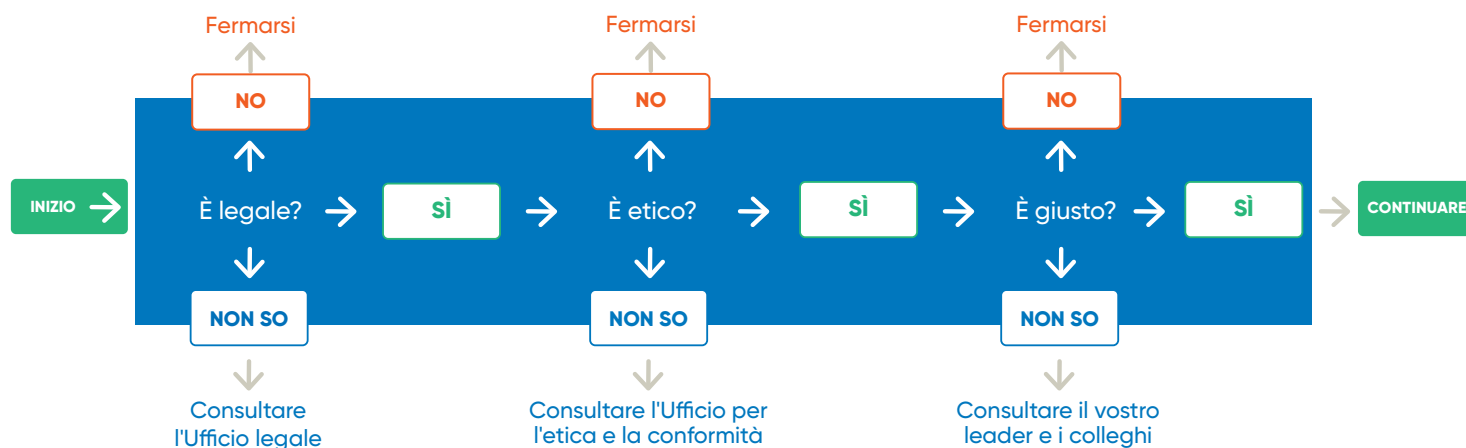 Fermarsi
Fermarsi
Fermarsi
NO
NO
NO
INIZIO
È legale?
SÌ
È etico?
SÌ
È giusto?
SÌ
CONTINUARE
NON SO
NON SO
NON SO
Consultare
l'Ufficio legale
Consultare l'Ufficio per
l'etica e la conformità
Consultare il vostro
leader e i colleghi